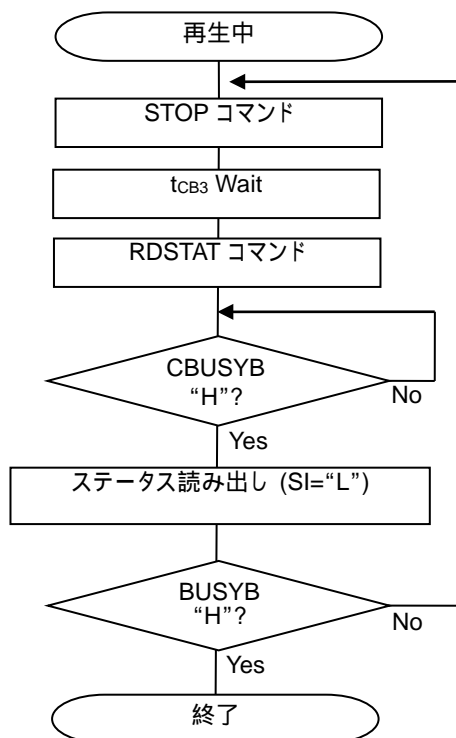 再生中
STOP コマンド
tCB3 Wait
RDSTAT コマンド
CBUSYB
“H”?
No
Yes
ステータス読み出し (SI=“L”)
BUSYB
“H”?
No
Yes
終了